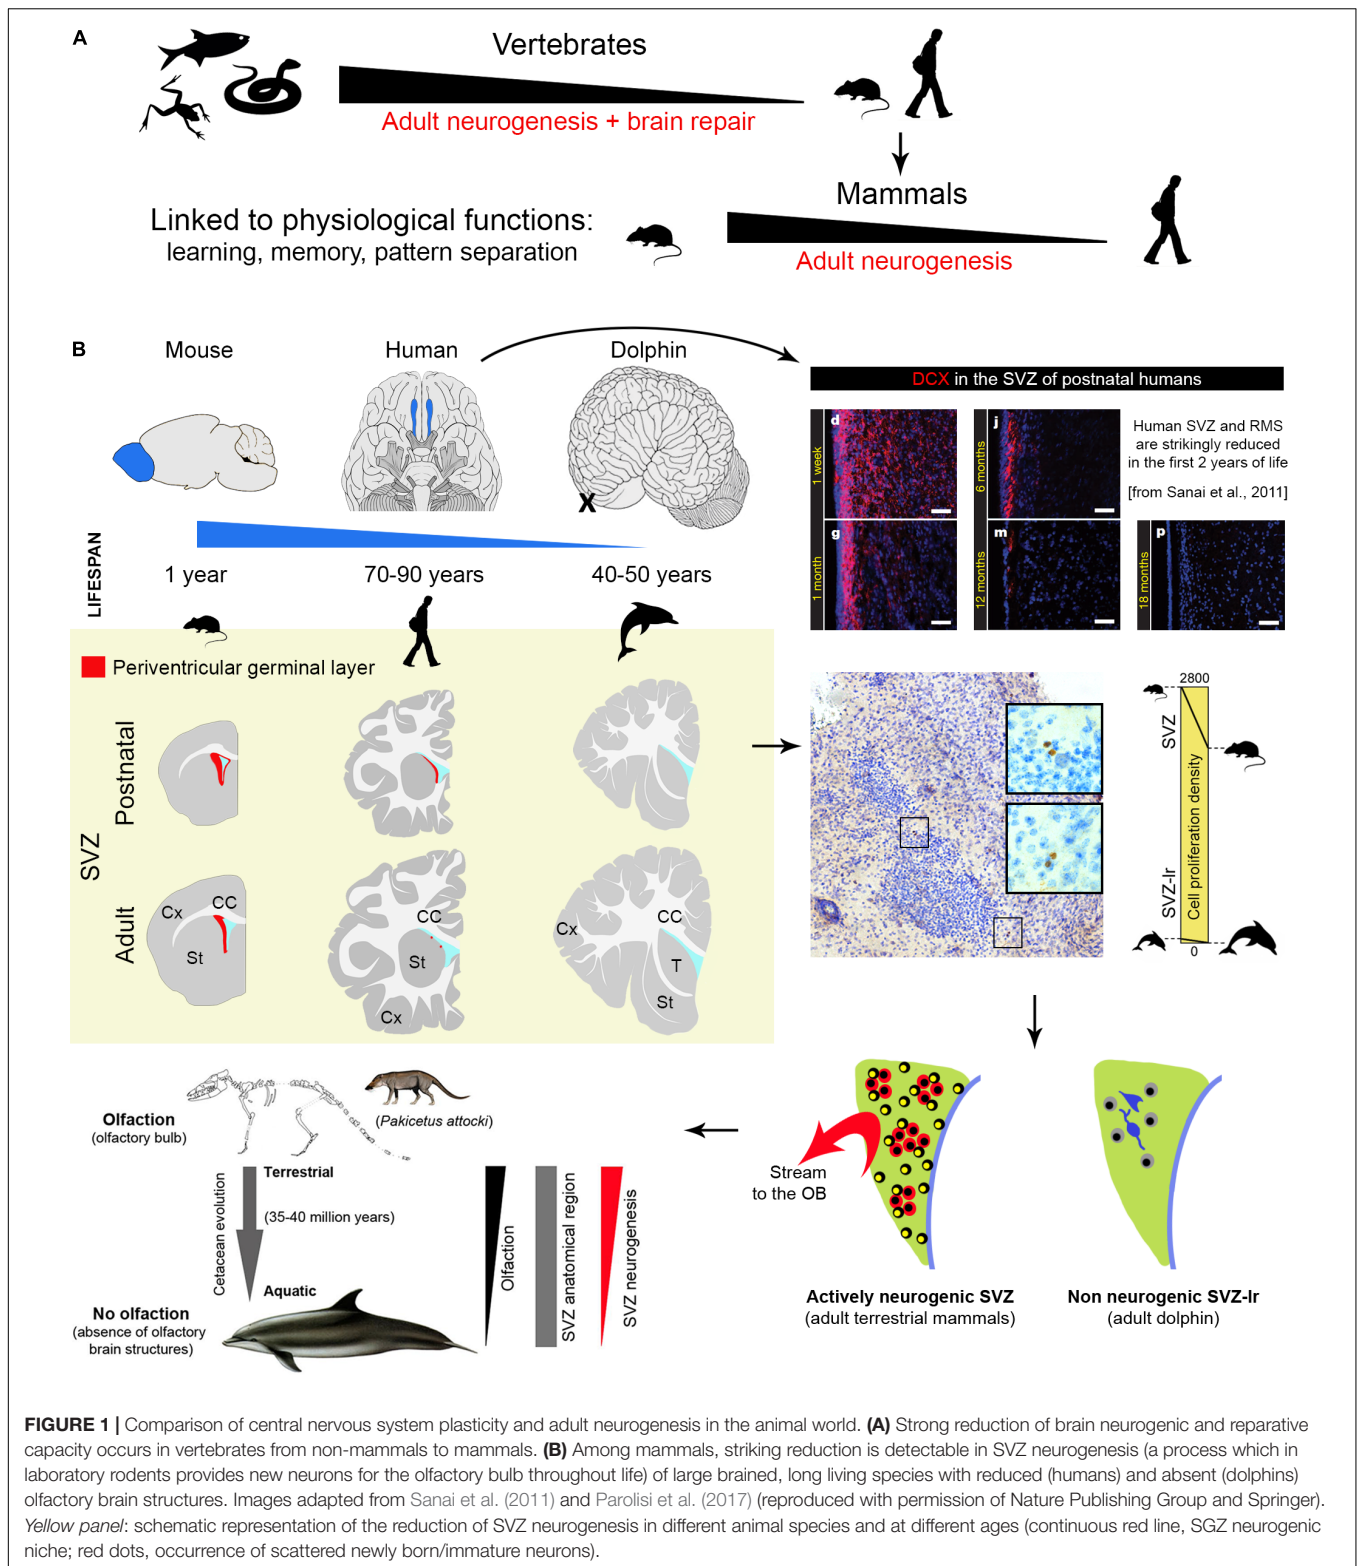 A
Vertebrates
Adult neurogenesis + brain repair
Mammals
Linked to physiological functions:
learning, memory, pattern separation
Adult neurogenesis
B
Mouse
Human
Dolphin
LIFESPAN
1 year
70-90 years
40-50 years
X
DCX in the SVZ of postnatal humans
1 week
d
6 months
j
Human SVZ and RMS
are strikingly reduced
in the first 2 years of life
[from Sanai et al., 2011]
1 month
g
12 months
m
18 months
p
Periventricular germinal layer
SVZ
Postnatal
Adult
Cx
CC
St
CC
St
Cx
Cx
CC
T
St
2800
SVZ
SVZ-lr
Cell proliferation density
0
Olfaction
(olfactory bulb)
(Pakicetus attocki)
Terrestrial
(35-40 million years)
Cetacean evolution
Aquatic
No olfaction
(absence of olfactory
brain structures)
Olfaction
SVZ anatomical region
SVZ neurogenesis
Stream
to the OB
Actively neurogenic SVZ
(adult terrestrial mammals)
Non neurogenic SVZ-lr
(adult dolphin)
FIGURE 1 | Comparison of central nervous system plasticity and adult neurogenesis in the animal world. (A) Strong reduction of brain neurogenic and reparative
capacity occurs in vertebrates from non-mammals to mammals. (B) Among mammals, striking reduction is detectable in SVZ neurogenesis (a process which in
laboratory rodents provides new neurons for the olfactory bulb throughout life) of large brained, long living species with reduced (humans) and absent (dolphins)
olfactory brain structures. Images adapted from Sanai et al. (2011) and Parolisi et al. (2017) (reproduced with permission of Nature Publishing Group and Springer).
Yellow panel: schematic representation of the reduction of SVZ neurogenesis in different animal species and at different ages (continuous red line, SGZ neurogenic
niche; red dots, occurrence of scattered newly born/immature neurons).